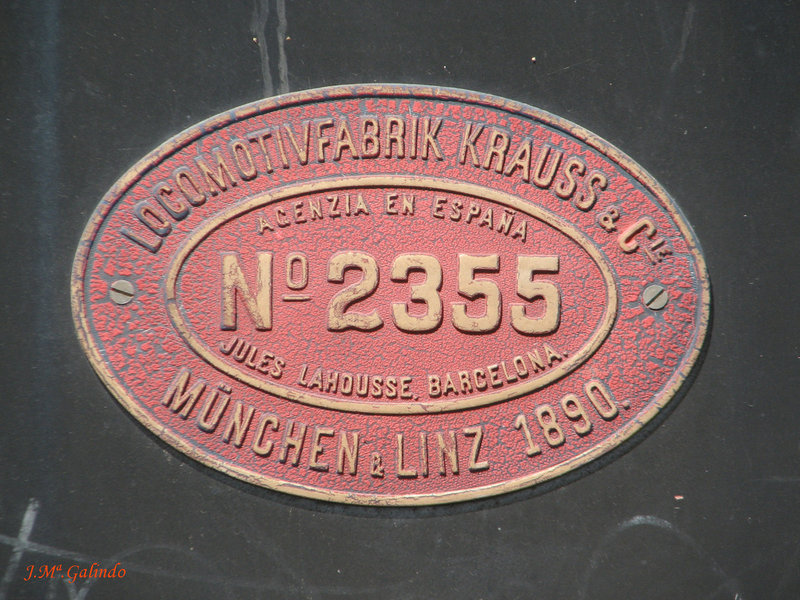 LOCOMOTIVFABRIK KRAUSS & Cie
AGENZIA EN ESPAÑA
No 2355
JULES LAHOUSSE, BARCELONA.
MÜNCHEN & LINZ 1890.
J.Mª.Galindo